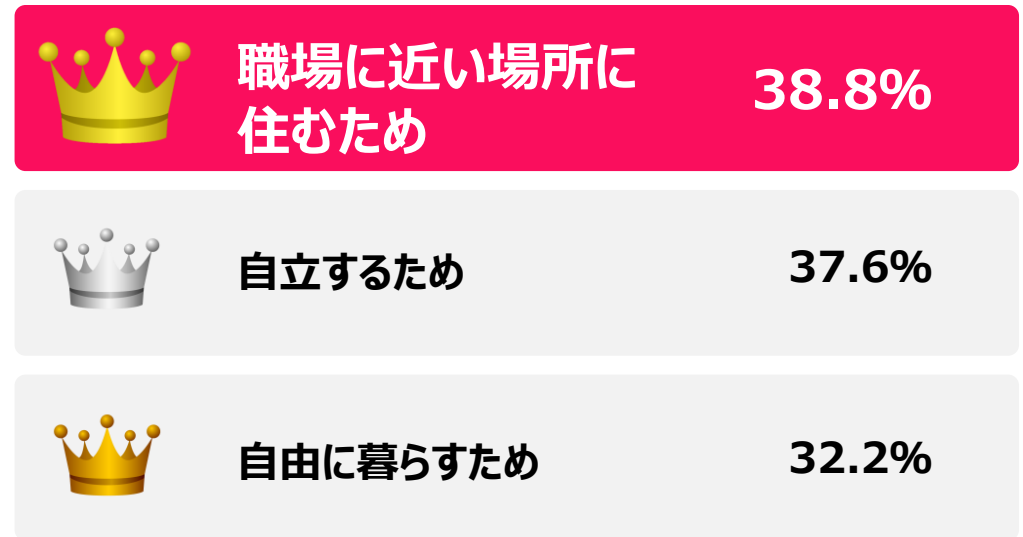 職場に近い場所に
住むため
38.8%
自立するため
37.6%
自由に暮らすため
32.2%